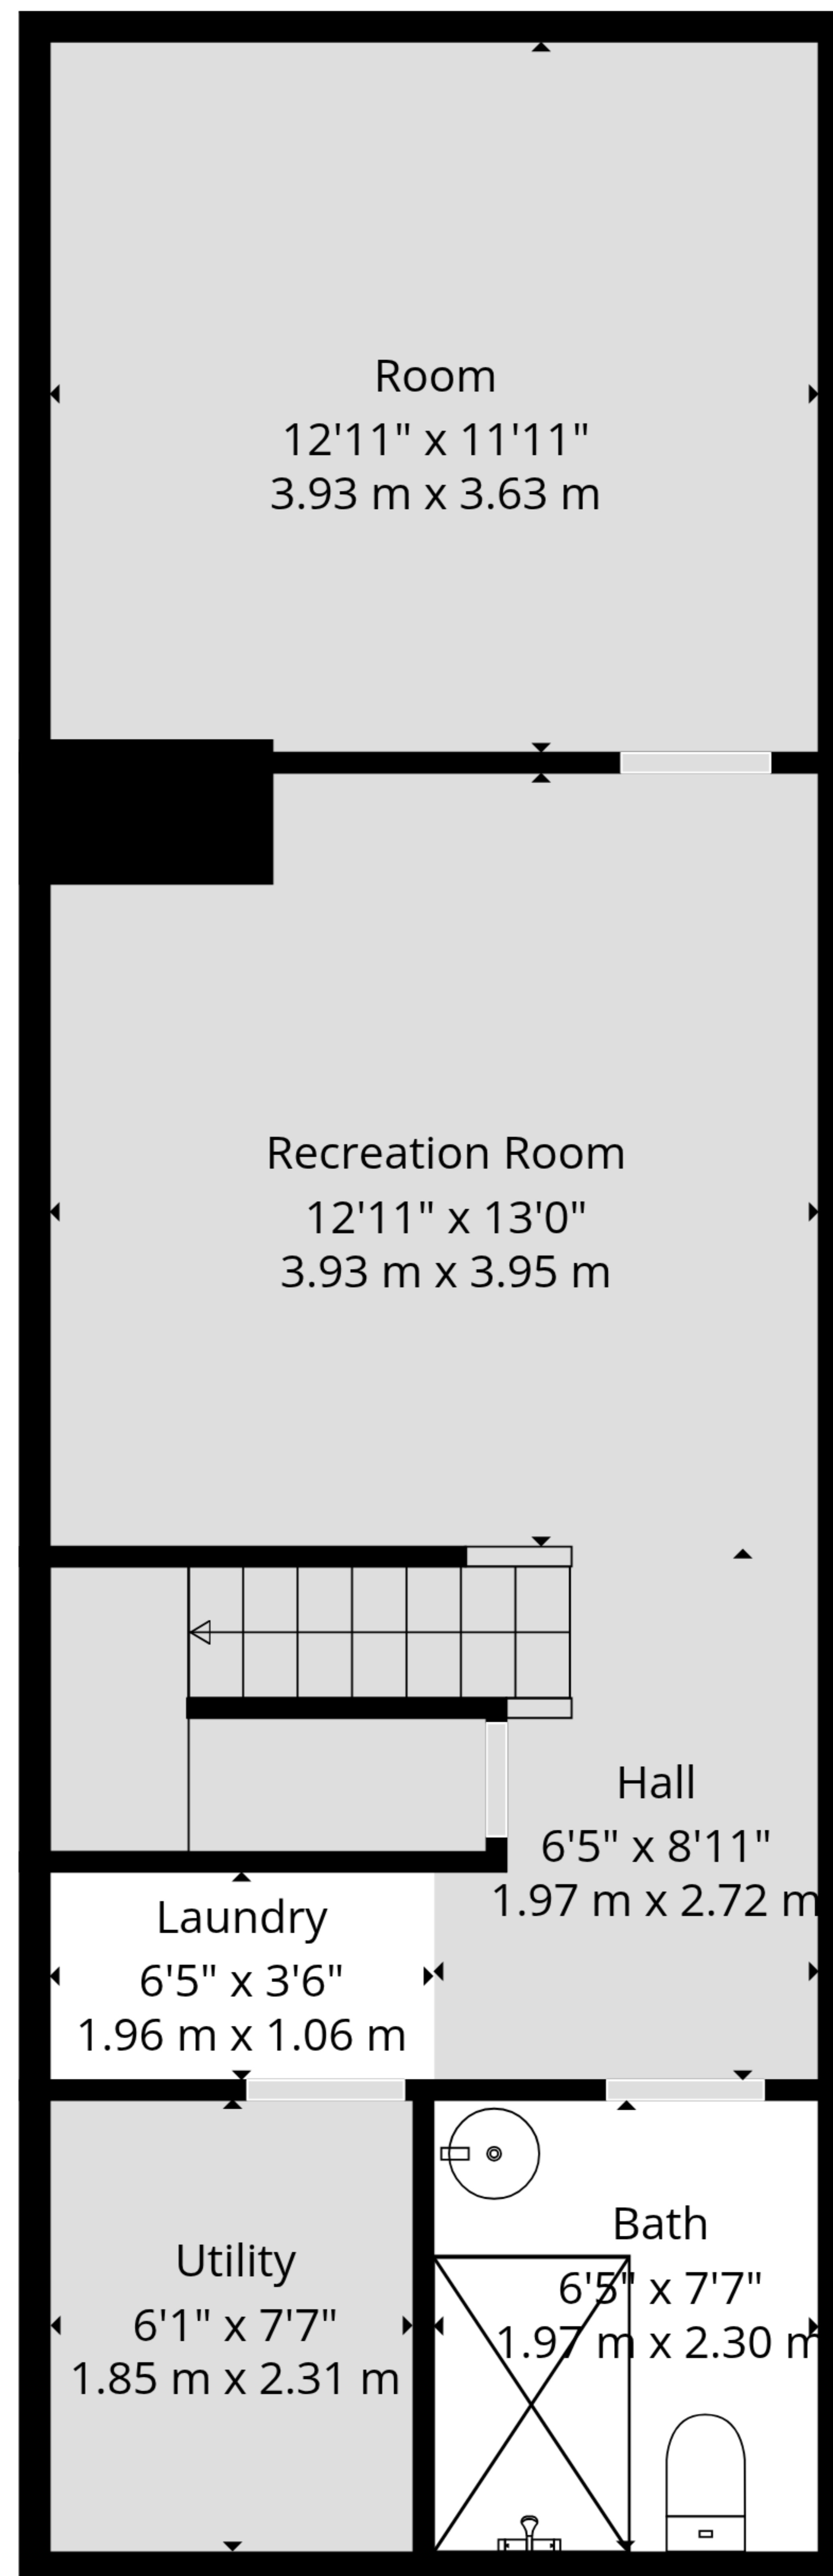 Room
12'11" x 11'11"
3.93 m x 3.63 m
Recreation Room
12'11" x 13'0"
3.93 m x 3.95 m
Hall
6'5" x 8'11"
1.97 m x 2.72 m
Laundry
6'5" x 3'6"
1.96 m x 1.06 m
Bath
6'5" x 7'7"
1.97 m x 2.30 m
Utility
6'1" x 7'7"
1.85 m x 2.31 m